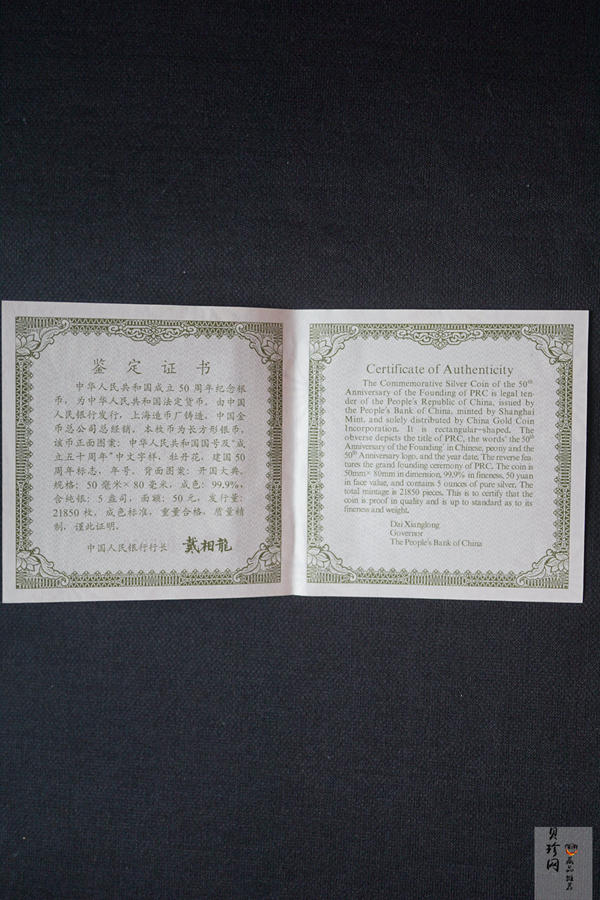 鉴定证书
中华人民共和国成立50周年纪念银
币，为中华人民共和国法定货币。由中国
人民银行发行，上海造币厂铸造，中国金
币总公司总经销。本枚币为长方形银币，
该币正面图案：中华人民共和国国号及“成
立五十周年”中文字样，牡丹花，建国50
周年标志，年号。背面图案：开国大典。
规格：50毫米×80毫米，成色：99.9%，
含纯银：5盎司，面额：50元，发行量：
21850枚，成色标准，重量合格，质量精
制，谨此证明。
中国人民银行行长 戴相龙
Certificate of Authenticity
The Commemorative Silver Coin of the 50th
Anniversary of the Founding of PRC is legal ten-
der of the People's Republic of China, issued by
the People's Bank of China, minted by Shanghai
Mint, and solely distributed by China Gold Coin
Incorporation. It is rectangular-shaped. The
obverse depicts the title of PRC, the words' the 50th
Anniversary of the Founding' in Chinese, peony and the
50th Anniversary logo, and the year date. The reverse fea-
tures the grand founding ceremony of PRC. The coin is
50mm× 80mm in dimension, 99.9% in fineness, 50 yuan
in face value, and contains 5 ounces of pure silver. The
total mintage is 21850 pieces. This is to certify that the
coin is proof in quality and is up to standard as to its
fineness and weight.
Dai Xianglong
Governor
The People's Bank of China
贝珍网
藏品推荐